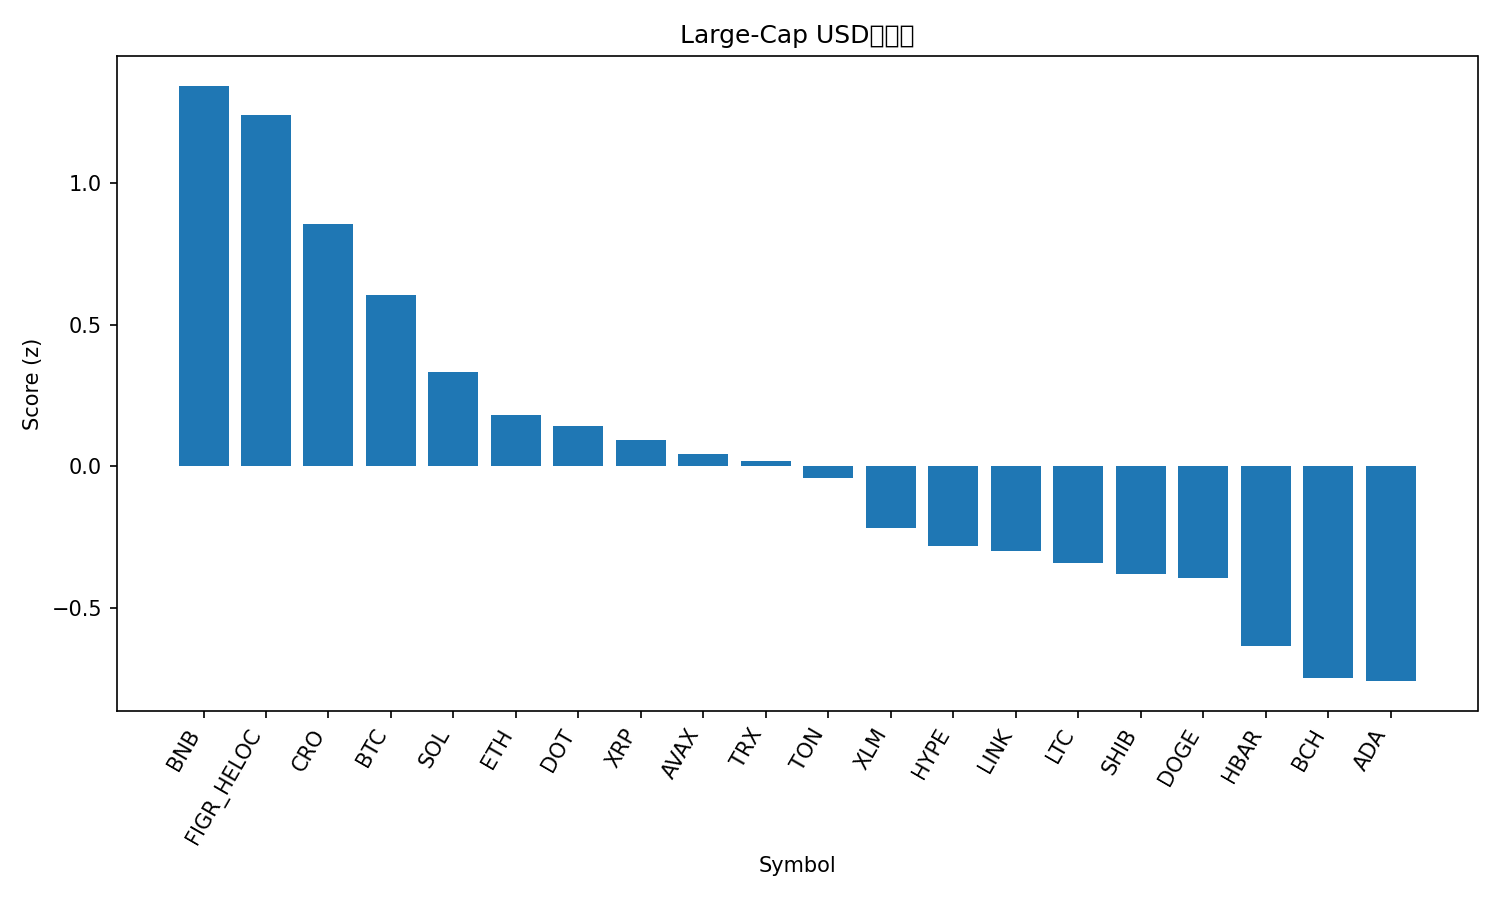 Large-Cap USD
1.0
0.5
0.0
−0.5
Score (z)
BNB
FIGR_HELOC
CRO
BTC
SOL
ETH
DOT
XRP
AVAX
TRX
TON
XLM
HYPE
LINK
LTC
SHIB
DOGE
HBAR
BCH
ADA
Symbol